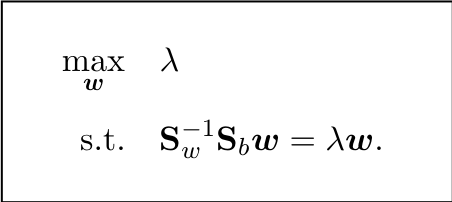 max λ
w
s.t. S_w^{-1} S_b w = λw.